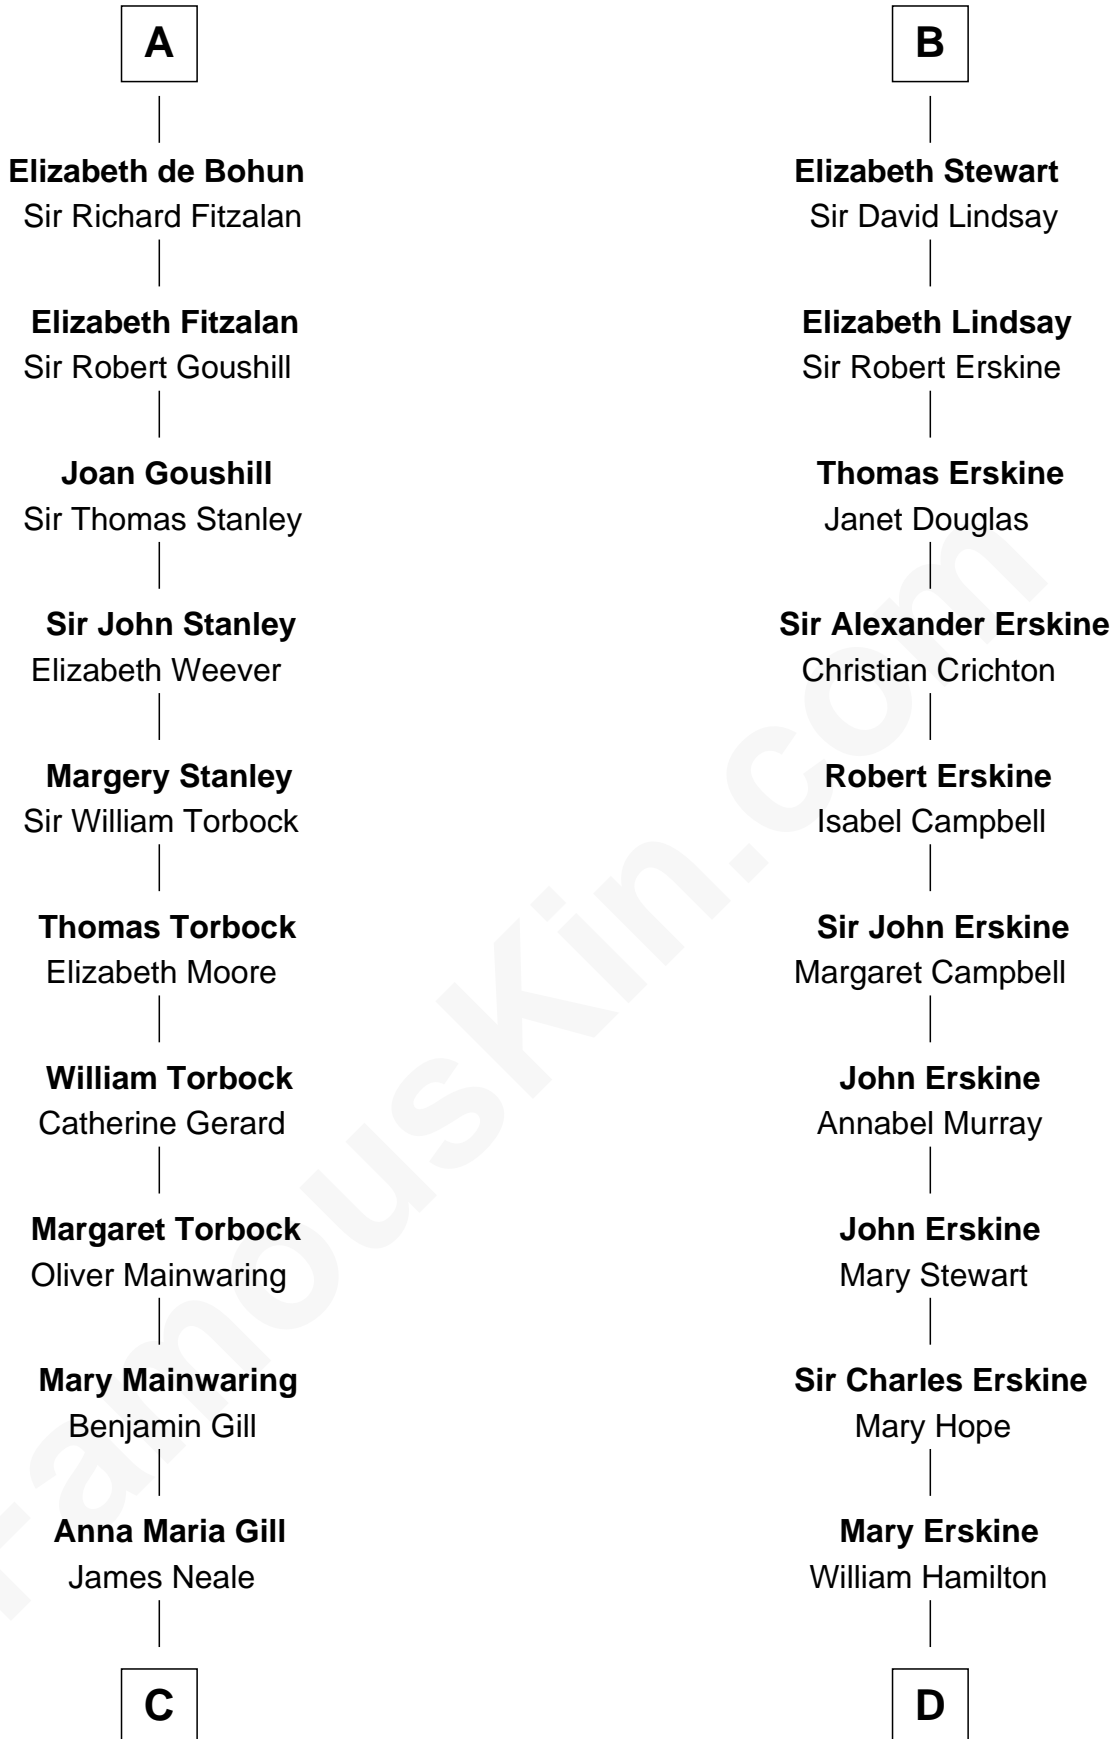 A
Elizabeth de Bohun
Sir Richard Fitzalan
Elizabeth Fitzalan
Sir Robert Goushill
Joan Goushill
Sir Thomas Stanley
Sir John Stanley
Elizabeth Weever
Margery Stanley
Sir William Torbock
Thomas Torbock
Elizabeth Moore
William Torbock
Catherine Gerard
Margaret Torbock
Oliver Mainwaring
Mary Mainwaring
Benjamin Gill
Anna Maria Gill
James Neale
C
B
Elizabeth Stewart
Sir David Lindsay
Elizabeth Lindsay
Sir Robert Erskine
Thomas Erskine
Janet Douglas
Sir Alexander Erskine
Christian Crichton
Robert Erskine
Isabel Campbell
Sir John Erskine
Margaret Campbell
John Erskine
Annabel Murray
John Erskine
Mary Stewart
Sir Charles Erskine
Mary Hope
Mary Erskine
William Hamilton
D
FamousKin.com